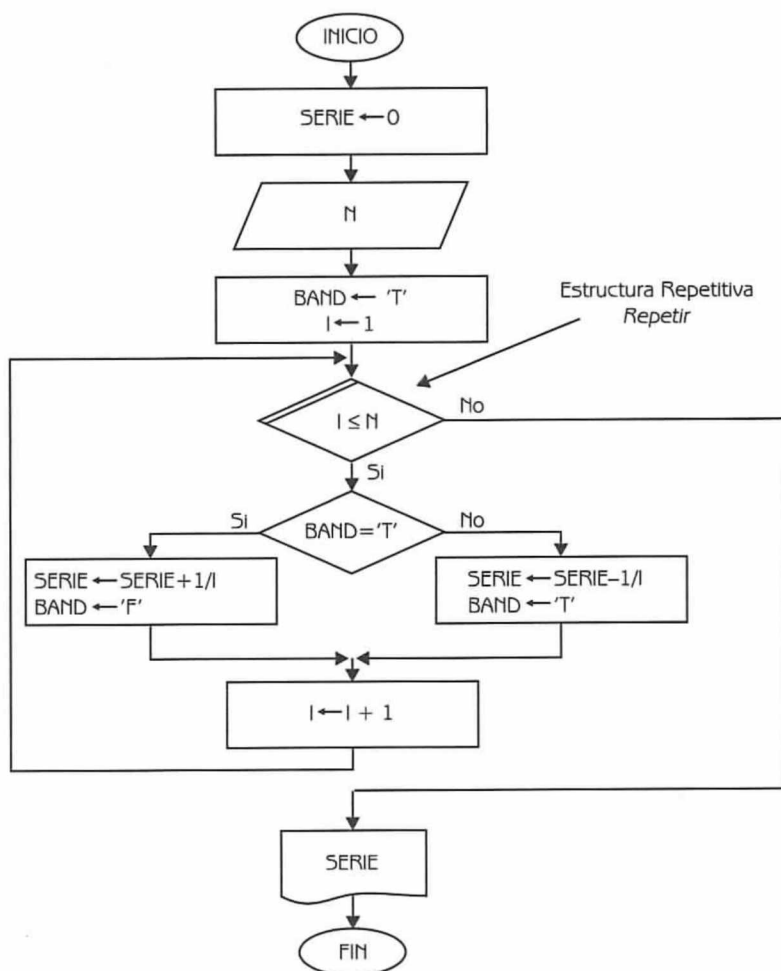 INICIO
SERIE ← 0
N
BAND ← 'T'
I ← 1
Estructura Repetitiva
Repetir
I ≤ N
No
Si
BAND='T'
Si
No
SERIE ← SERIE+1/I
BAND ← 'F'
SERIE ← SERIE–1/I
BAND ← 'T'
I ← I + 1
SERIE
FIN